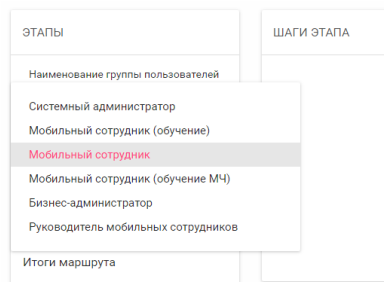 ЭТАПЫ
ШАГИ ЭТАПА
Наименование группы пользователей
Системный администратор
Мобильный сотрудник (обучение)
Мобильный сотрудник
Мобильный сотрудник (обучение МЧ)
Бизнес-администратор
Руководитель мобильных сотрудников
Итоги маршрута